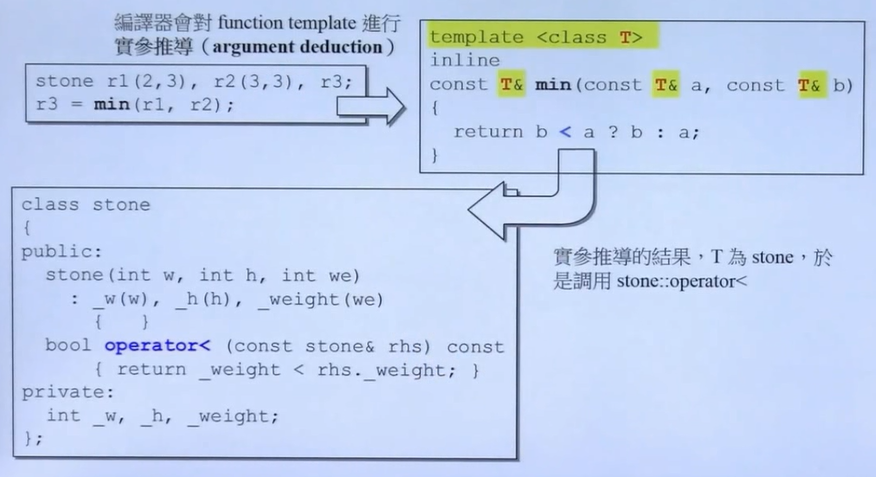 編譯器會對 function template 進行
實參推導（argument deduction）
stone r1(2,3), r2(3,3), r3;
r3 = min(r1, r2);
template <class T>
inline
const T& min(const T& a, const T& b)
{
  return b < a ? b : a;
}
class stone
{
public:
  stone(int w, int h, int we)
    : _w(w), _h(h), _weight(we)
      {   }
  bool operator< (const stone& rhs) const
      { return _weight < rhs._weight; }
private:
  int _w, _h, _weight;
};
實參推導的結果，T 為 stone，於
是調用 stone::operator<